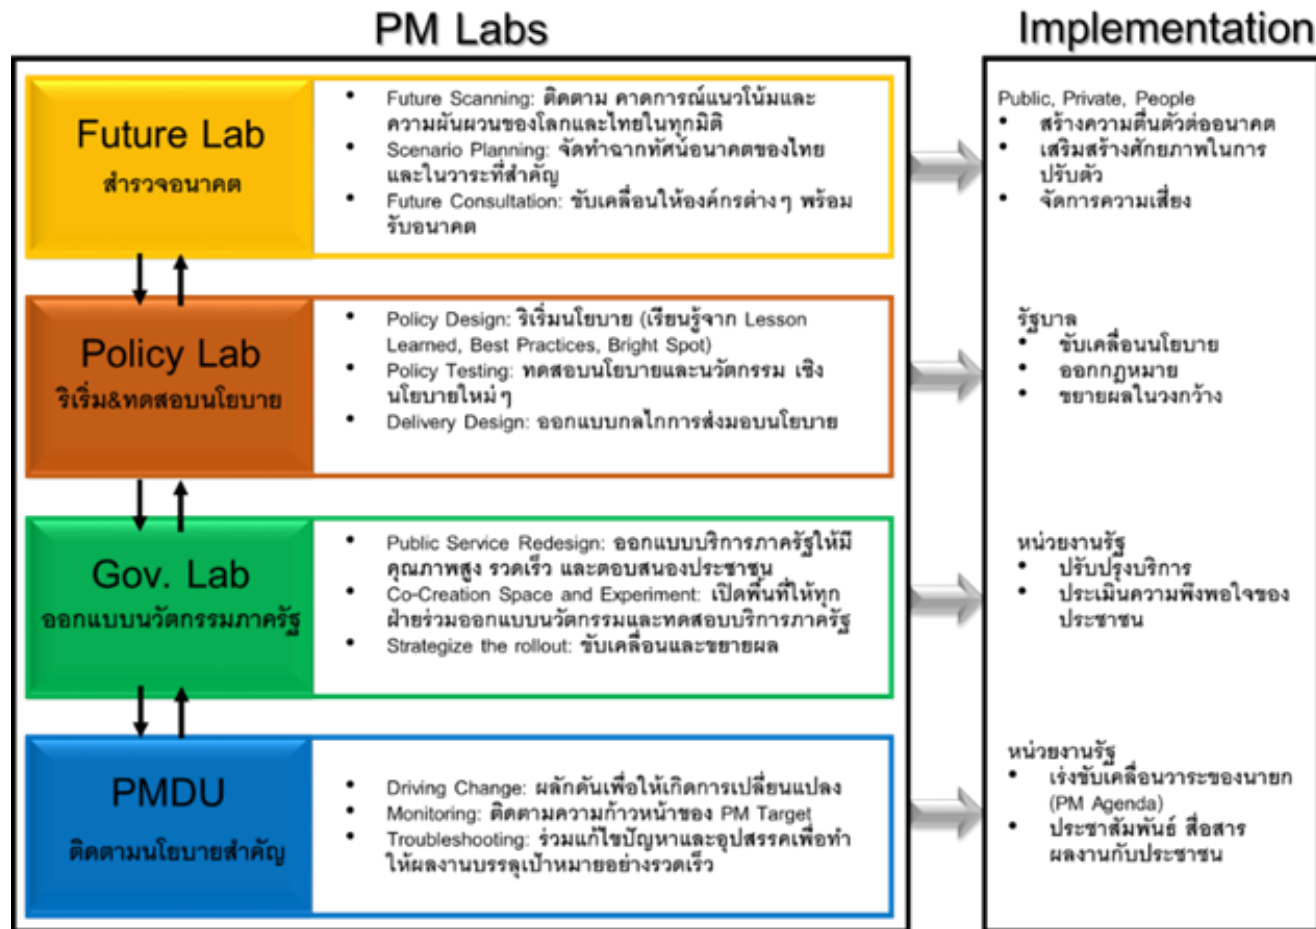 PM Labs
Implementation
Future Lab
สำรวจอนาคต
• Future Scanning: ติดตาม คาดการณ์แนวโน้มและ
ความผันผวนของโลกและไทยในทุกมิติ
• Scenario Planning: จัดทำฉากทัศน์อนาคตของไทย
และในวาระที่สำคัญ
• Future Consultation: ขับเคลื่อนให้องค์กรต่างๆ พร้อม
รับอนาคต
Public, Private, People
• สร้างความตื่นตัวต่ออนาคต
• เสริมสร้างศักยภาพในการ
ปรับตัว
• จัดการความเสี่ยง
Policy Lab
ริเริ่ม&ทดสอบนโยบาย
• Policy Design: ริเริ่มนโยบาย (เรียนรู้จาก Lesson
Learned, Best Practices, Bright Spot)
• Policy Testing: ทดสอบนโยบายและนวัตกรรม เชิง
นโยบายใหม่ๆ
• Delivery Design: ออกแบบกลไกการส่งมอบนโยบาย
รัฐบาล
• ขับเคลื่อนนโยบาย
• ออกกฎหมาย
• ขยายผลในวงกว้าง
Gov. Lab
ออกแบบนวัตกรรมภาครัฐ
• Public Service Redesign: ออกแบบบริการภาครัฐให้มี
คุณภาพสูง รวดเร็ว และตอบสนองประชาชน
• Co-Creation Space and Experiment: เปิดพื้นที่ให้ทุก
ฝ่ายร่วมออกแบบนวัตกรรมและทดสอบบริการภาครัฐ
• Strategize the rollout: ขับเคลื่อนและขยายผล
หน่วยงานรัฐ
• ปรับปรุงบริการ
• ประเมินความพึงพอใจของ
ประชาชน
PMDU
ติดตามนโยบายสำคัญ
• Driving Change: ผลักดันเพื่อให้เกิดการเปลี่ยนแปลง
• Monitoring: ติดตามความก้าวหน้าของ PM Target
• Troubleshooting: ร่วมแก้ไขปัญหาและอุปสรรคเพื่อทำ
ให้ผลงานบรรลุเป้าหมายอย่างรวดเร็ว
หน่วยงานรัฐ
• เร่งขับเคลื่อนวาระของนายก
(PM Agenda)
• ประชาสัมพันธ์ สื่อสาร
ผลงานกับประชาชน